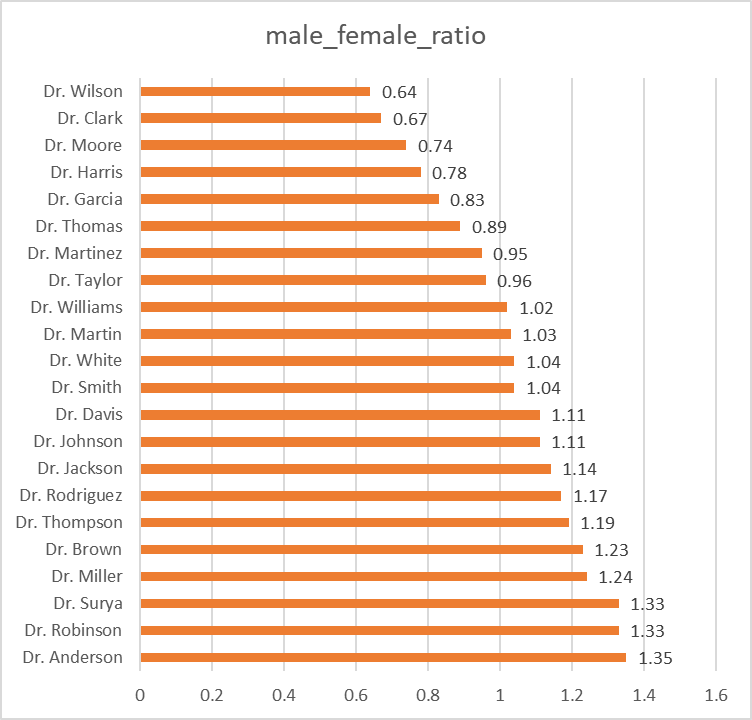 male_female_ratio
Dr. Wilson 0.64
Dr. Clark 0.67
Dr. Moore 0.74
Dr. Harris 0.78
Dr. Garcia 0.83
Dr. Thomas 0.89
Dr. Martinez 0.95
Dr. Taylor 0.96
Dr. Williams 1.02
Dr. Martin 1.03
Dr. White 1.04
Dr. Smith 1.04
Dr. Davis 1.11
Dr. Johnson 1.11
Dr. Jackson 1.14
Dr. Rodriguez 1.17
Dr. Thompson 1.19
Dr. Brown 1.23
Dr. Miller 1.24
Dr. Surya 1.33
Dr. Robinson 1.33
Dr. Anderson 1.35
0 0.2 0.4 0.6 0.8 1 1.2 1.4 1.6